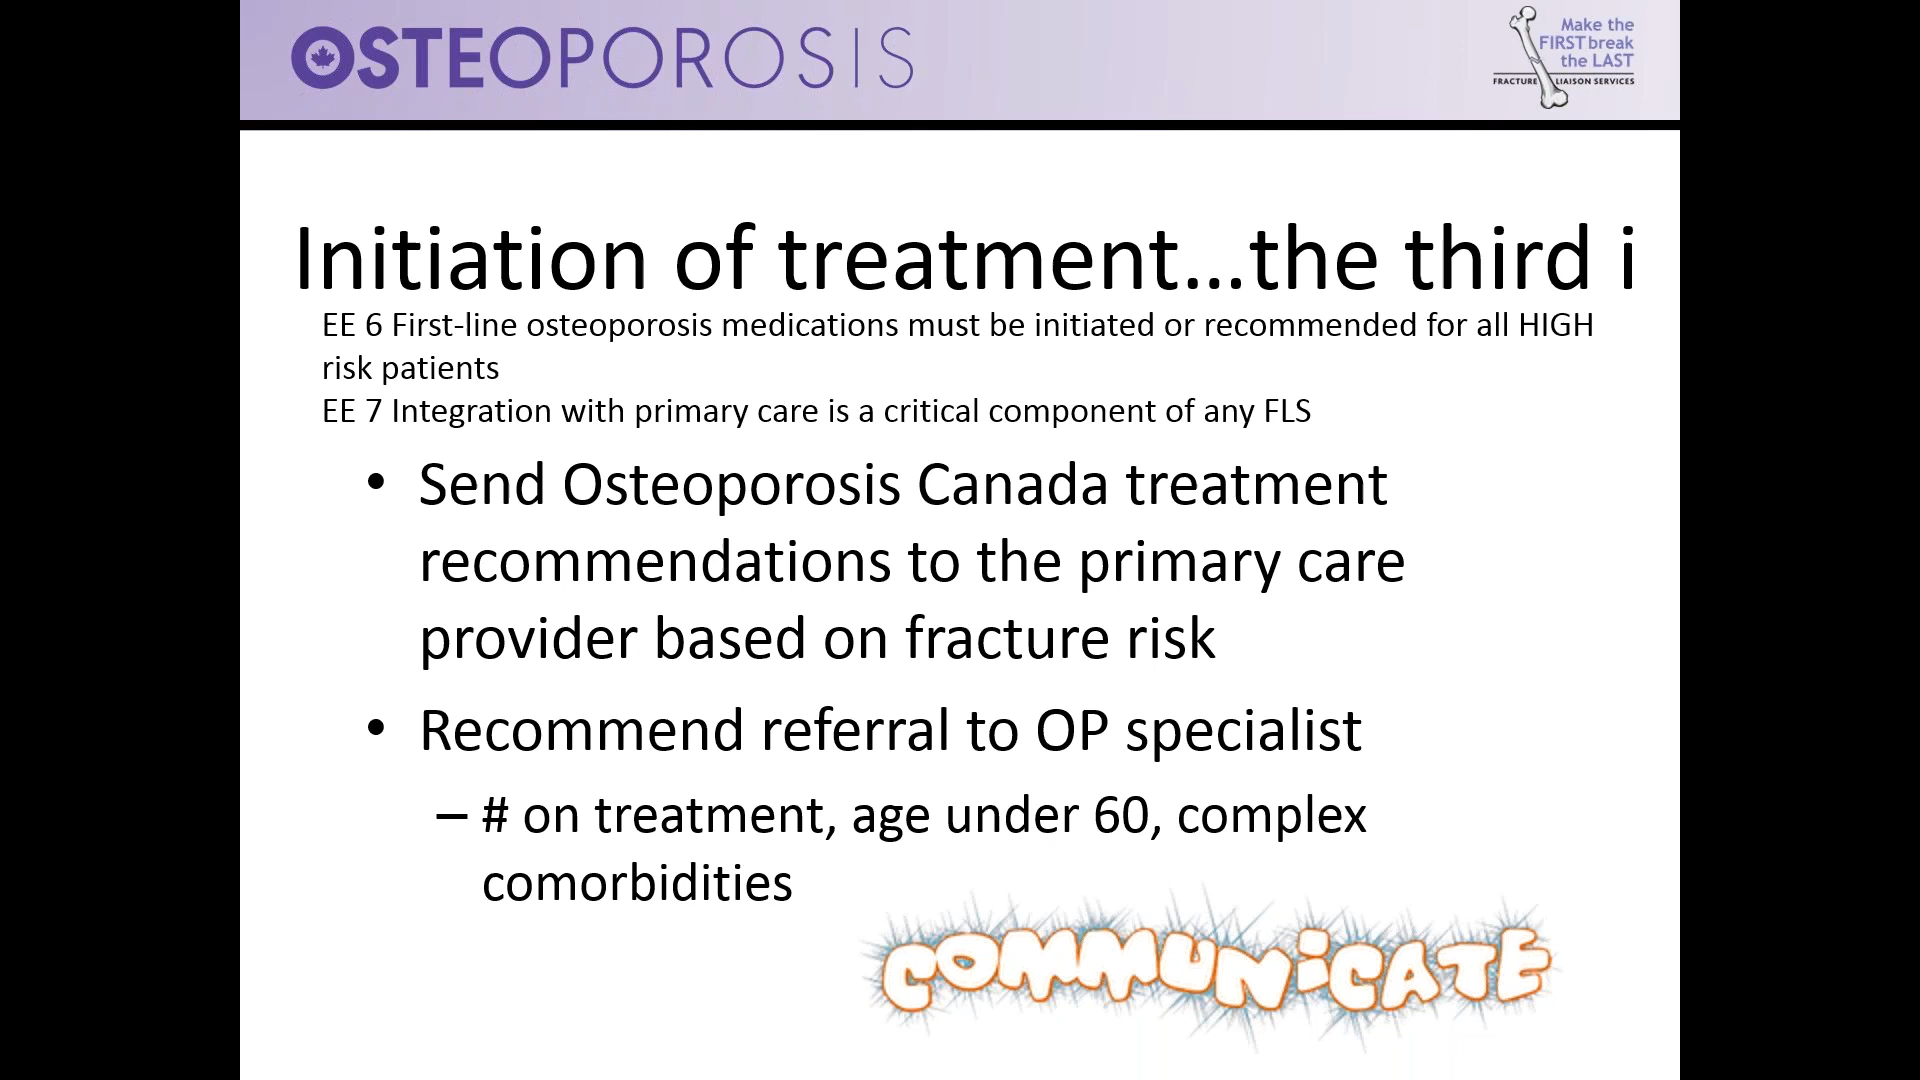 OSTEOPOROSIS
Make the
FIRST break
the LAST
FRACTURE LIAISON SERVICES
Initiation of treatment...the third i
EE 6 First-line osteoporosis medications must be initiated or recommended for all HIGH
risk patients
EE 7 Integration with primary care is a critical component of any FLS
• Send Osteoporosis Canada treatment
recommendations to the primary care
provider based on fracture risk
• Recommend referral to OP specialist
– # on treatment, age under 60, complex
comorbidities
COMMUNiCATE